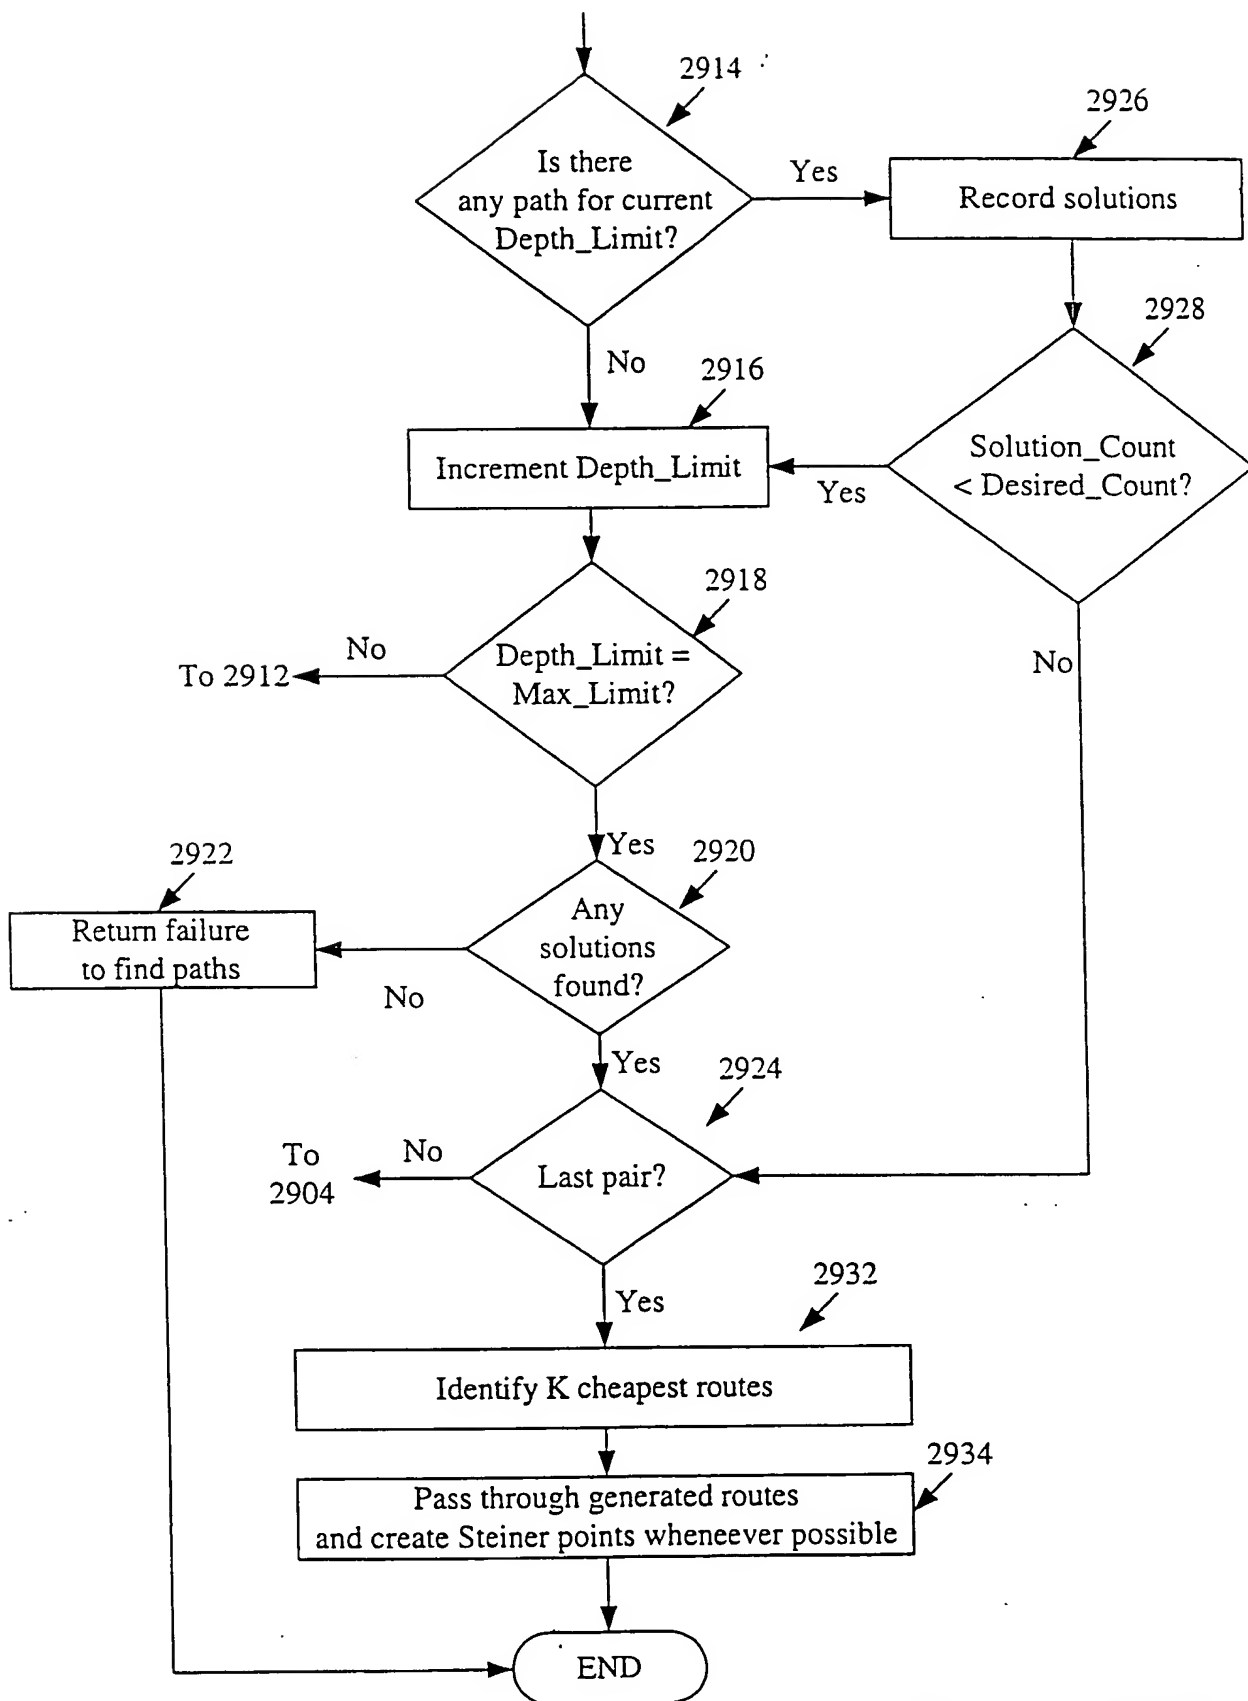 2914
Is there
any path for current
Depth_Limit?
Yes
2926
Record solutions
No
2916
Increment Depth_Limit
2928
Solution_Count
< Desired_Count?
Yes
No
2918
Depth_Limit =
Max_Limit?
No
To 2912
Yes
2920
Any
solutions
found?
No
2922
Return failure
to find paths
Yes
2924
Last pair?
No
To
2904
Yes
2932
Identify K cheapest routes
2934
Pass through generated routes
and create Steiner points wheneever possible
END